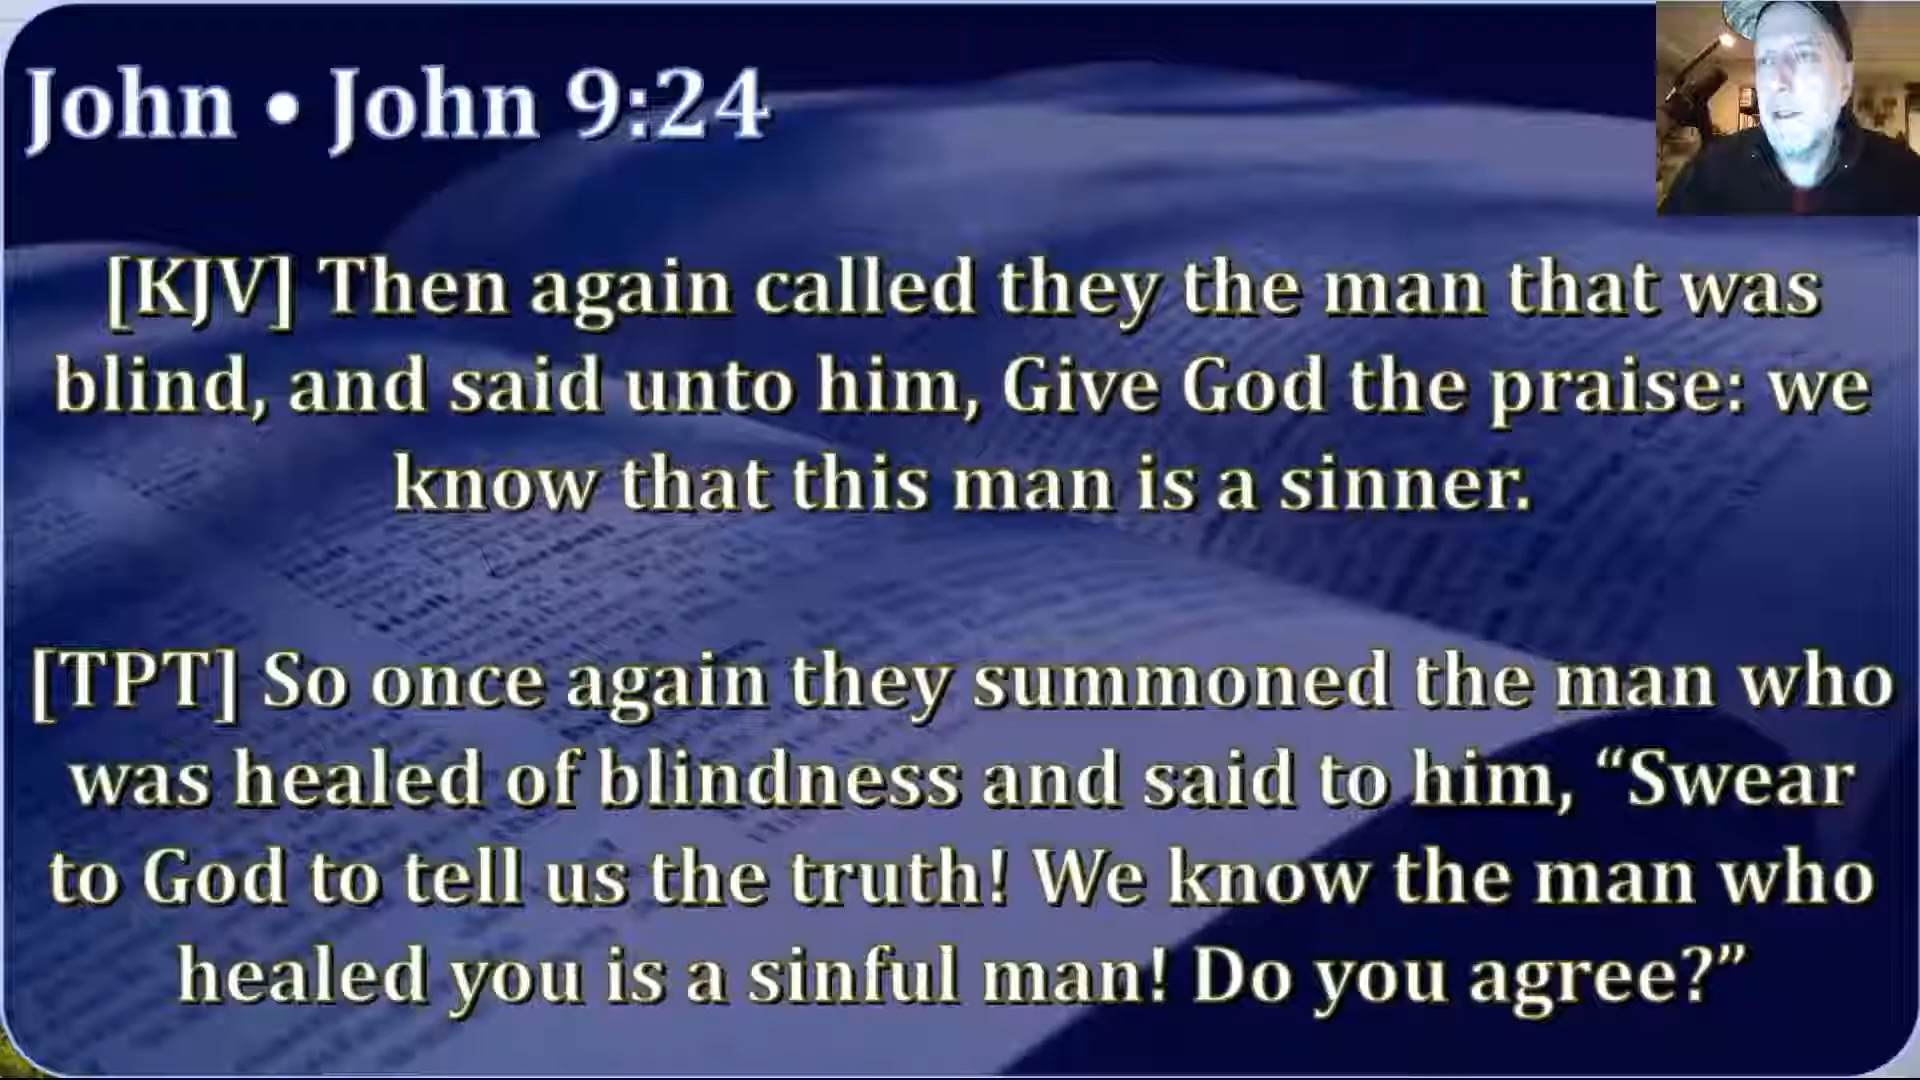 John • John 9:24
[KJV] Then again called they the man that was
blind, and said unto him, Give God the praise: we
know that this man is a sinner.
[TPT] So once again they summoned the man who
was healed of blindness and said to him, “Swear
to God to tell us the truth! We know the man who
healed you is a sinful man! Do you agree?”